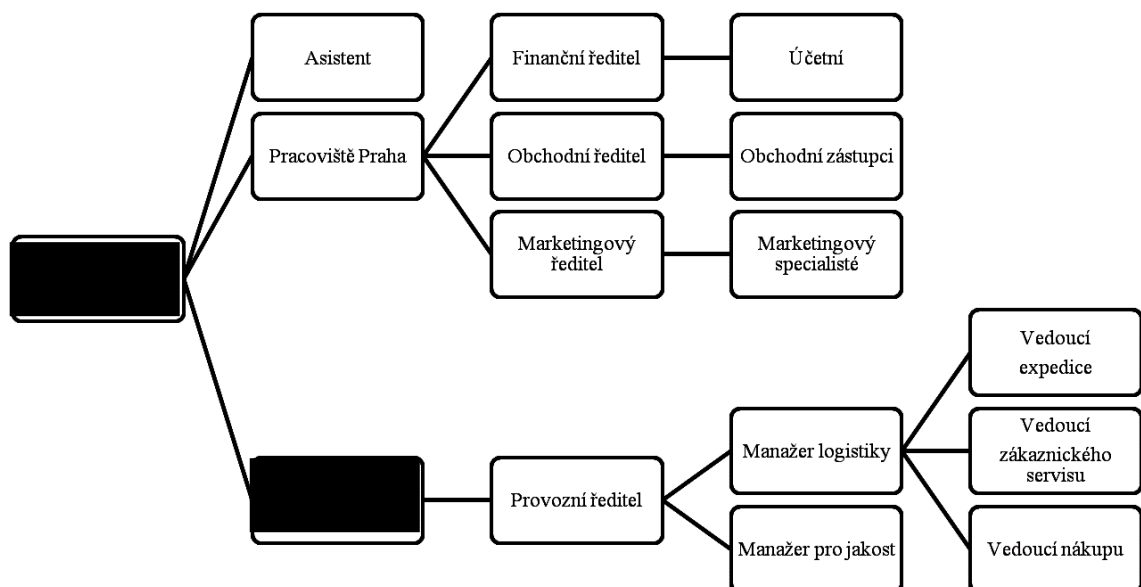 Asistent
Finanční ředitel
Účetní
Pracoviště Praha
Obchodní ředitel
Obchodní zástupci
Marketingový
ředitel
Marketingový
specialisté
Vedoucí
expedice
Manažer logistiky
Vedoucí
zákaznického
servisu
Provozní ředitel
Manažer pro jakost
Vedoucí nákupu